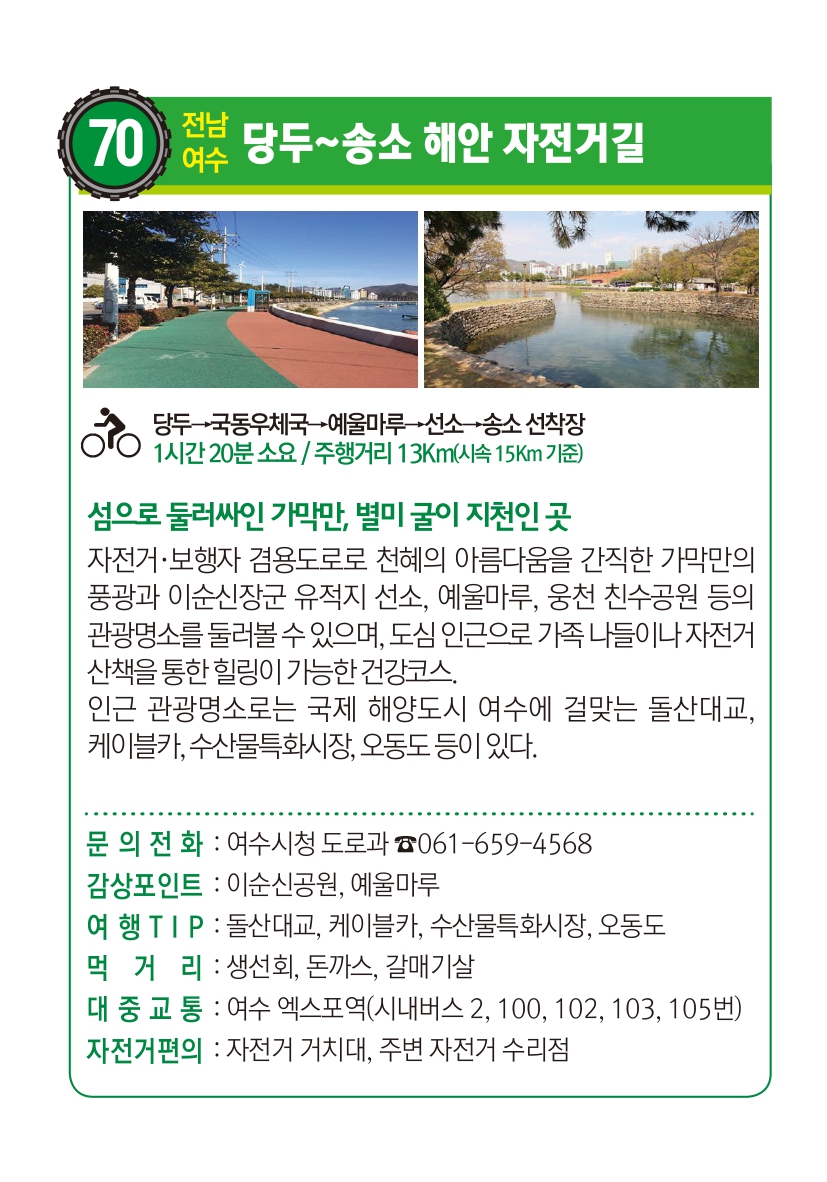 70
전남
여수
당두~송소 해안 자전거길
당두→국동우체국→예울마루→선소→송소 선착장
1시간 20분 소요 / 주행거리 13Km(시속 15Km 기준)
섬으로 둘러싸인 가막만, 별미 굴이 지천인 곳
자전거·보행자 겸용도로로 천혜의 아름다움을 간직한 가막만의
풍광과 이순신장군 유적지 선소, 예울마루, 웅천 친수공원 등의
관광명소를 둘러볼 수 있으며, 도심 인근으로 가족 나들이나 자전거
산책을 통한 힐링이 가능한 건강코스.
인근 관광명소로는 국제 해양도시 여수에 걸맞는 돌산대교,
케이블카, 수산물특화시장, 오동도 등이 있다.
문의전화 : 여수시청 도로과 ☎061-659-4568
감상포인트 : 이순신공원, 예울마루
여행TIP : 돌산대교, 케이블카, 수산물특화시장, 오동도
먹거리 : 생선회, 돈까스, 갈매기살
대중교통 : 여수 엑스포역(시내버스 2, 100, 102, 103, 105번)
자전거편의 : 자전거 거치대, 주변 자전거 수리점